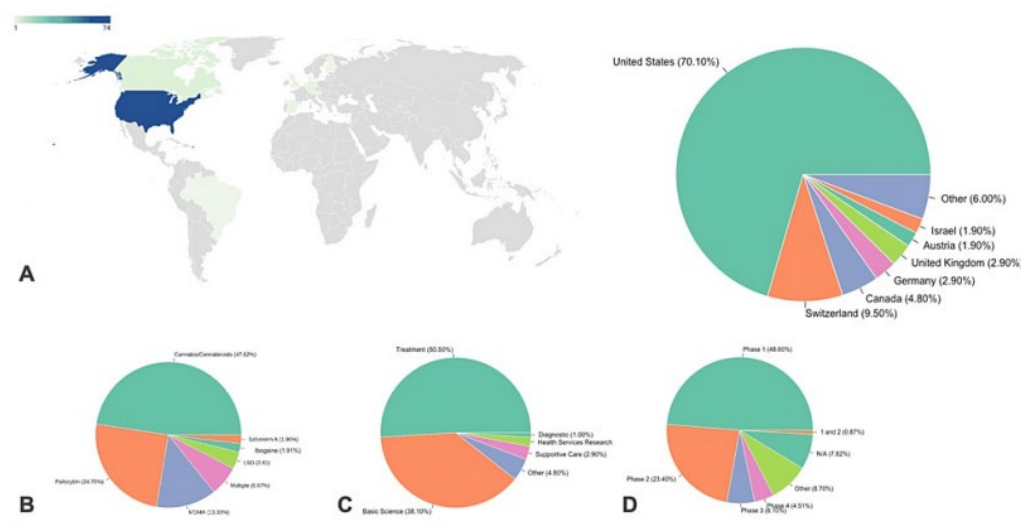 1
74
United States (70.10%)
Other (6.00%)
Israel (1.90%)
Austria (1.90%)
United Kingdom (2.90%)
Germany (2.90%)
Canada (4.80%)
Switzerland (9.50%)
A
Cannabis/Cannabinoids (47.62%)
Salvinorin A (1.90%)
Ibogaine (1.91%)
LSD
Multiple (6.67%)
MDMA (13.33%)
Psilocybin (24.76%)
B
Treatment (50.50%)
Diagnostic (1.00%)
Health Services Research
Supportive Care (2.90%)
Other (4.80%)
Basic Science (38.10%)
C
Phase 1 (48.60%)
1 and 2 (0.87%)
N/A (7.82%)
Other (8.70%)
Phase 4 (4.51%)
Phase 3
Phase 2 (23.40%)
D